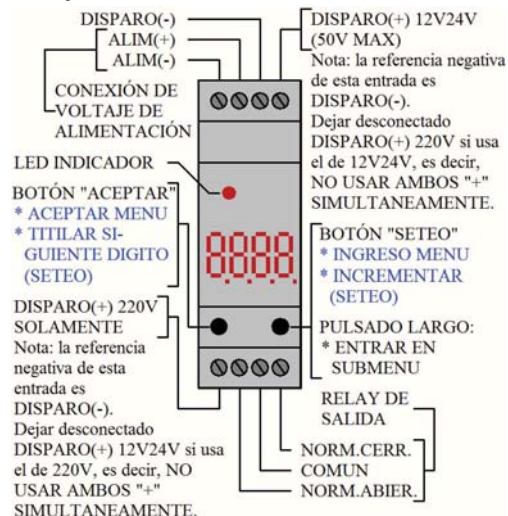 DISPARO(-)
ALIM(+)
ALIM(-)
CONEXIÓN DE
VOLTAJE DE
ALIMENTACIÓN
LED INDICADOR
BOTÓN "ACEPTAR"
* ACEPTAR MENU
* TITILAR SI-
GUIENTE DIGITO
(SETEO)
DISPARO(+) 220V
SOLAMENTE
Nota: la referencia
negativa de esta
entrada es
DISPARO(-).
Dejar desconectado
DISPARO(+) 12V24V si usa
el de 220V, es decir, NO
USAR AMBOS "+"
SIMULTANEAMENTE.
8.8.8.8.
DISPARO(+) 12V24V
(50V MAX)
Nota: la referencia negativa
de esta entrada es
DISPARO(-).
Dejar desconectado
DISPARO(+) 220V si usa
el de 12V24V, es decir,
NO USAR AMBOS "+"
SIMULTANEAMENTE.
BOTÓN "SETEO"
* INGRESO MENU
* INCREMENTAR
(SETEO)
PULSADO LARGO:
* ENTRAR EN
SUBMENU
RELAY DE
SALIDA
NORM.CERR.
COMUN
NORM.ABIER.